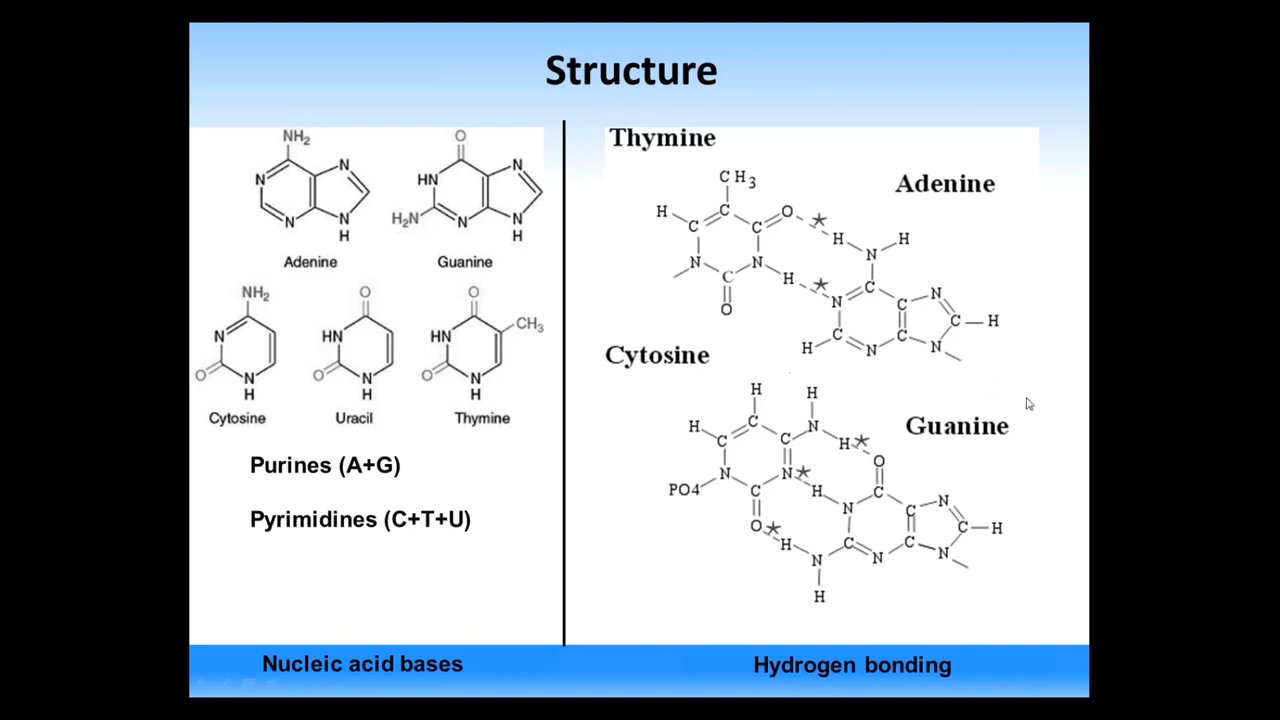 Structure
NH₂
N
N
N
N
H
Adenine
O
HN
N
H₂N
N
N
H
Guanine
NH₂
N
O
N
H
Cytosine
O
HN
O
N
H
Uracil
O
HN
CH₃
O
N
H
Thymine
Purines (A+G)
Pyrimidines (C+T+U)
Nucleic acid bases
Thymine
Adenine
CH3
H
C
C
C
O
H
H
N
N
C
N
H
O
N
C
C
N
C
H
H
C
N
C
N
Cytosine
Guanine
H
H
H
C
C
C
N
H
O
N
N
PO4
C
H
C
N
C
N
O
H
C
H
N
C
N
C
N
H
Hydrogen bonding